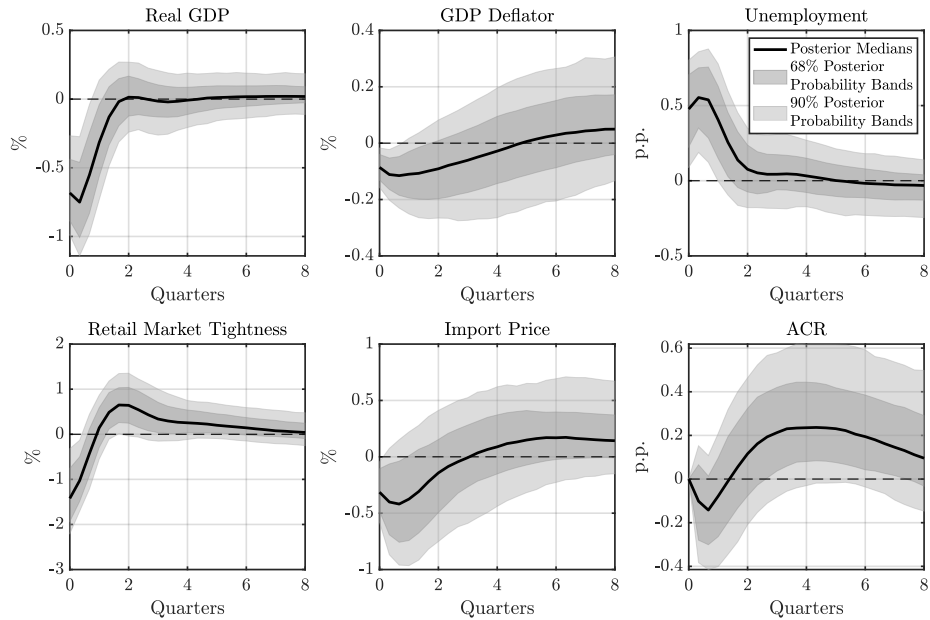 Real GDP
0.5
0
-0.5
-1
%
0 2 4 6 8
Quarters
GDP Deflator
0.4
0.2
0
-0.2
-0.4
%
0 2 4 6 8
Quarters
Unemployment
1
0.5
0
-0.5
p.p.
0 2 4 6 8
Quarters
Posterior Medians
68% Posterior
Probability Bands
90% Posterior
Probability Bands
Retail Market Tightness
2
1
0
-1
-2
-3
%
0 2 4 6 8
Quarters
Import Price
1
0.5
0
-0.5
-1
%
0 2 4 6 8
Quarters
ACR
0.6
0.4
0.2
0
-0.2
-0.4
p.p.
0 2 4 6 8
Quarters